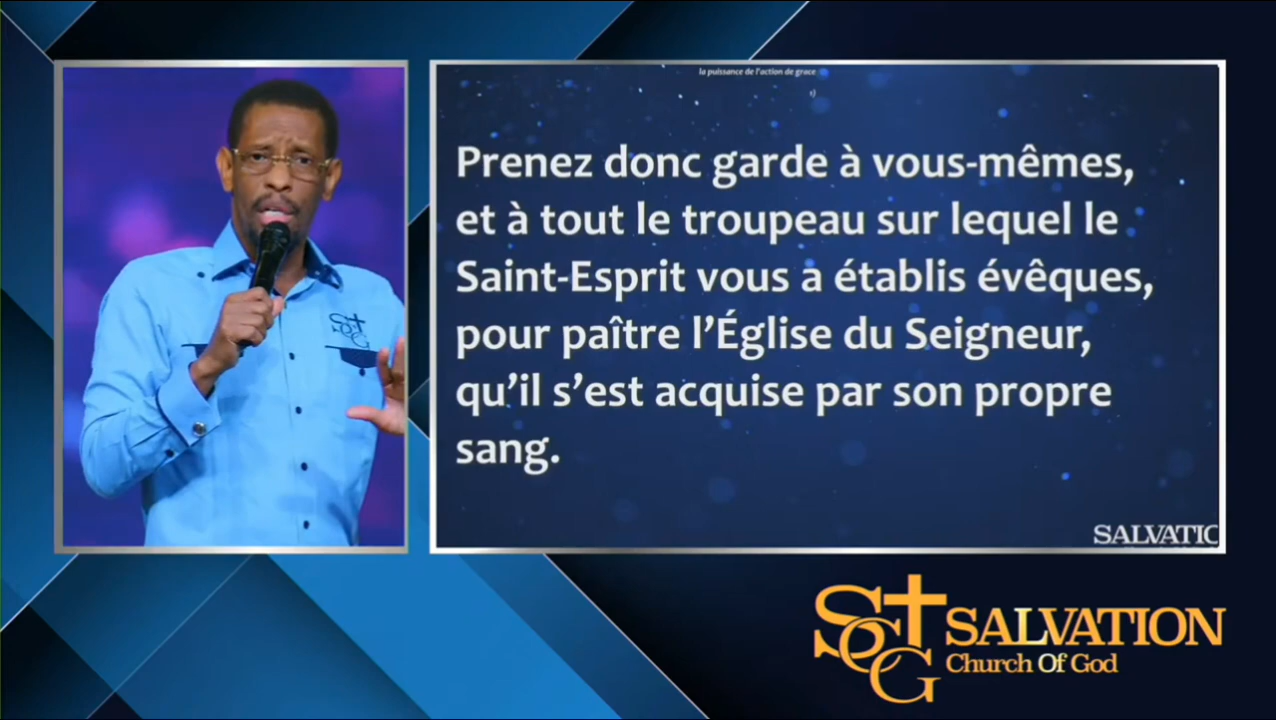 la puissance de l'action de grace
Prenez donc garde à vous-mêmes,
et à tout le troupeau sur lequel le
Saint-Esprit vous a établis évêques,
pour paître l’Église du Seigneur,
qu’il s’est acquise par son propre
sang.
SALVATIC
SCG
SCG
SALVATION
Church Of God